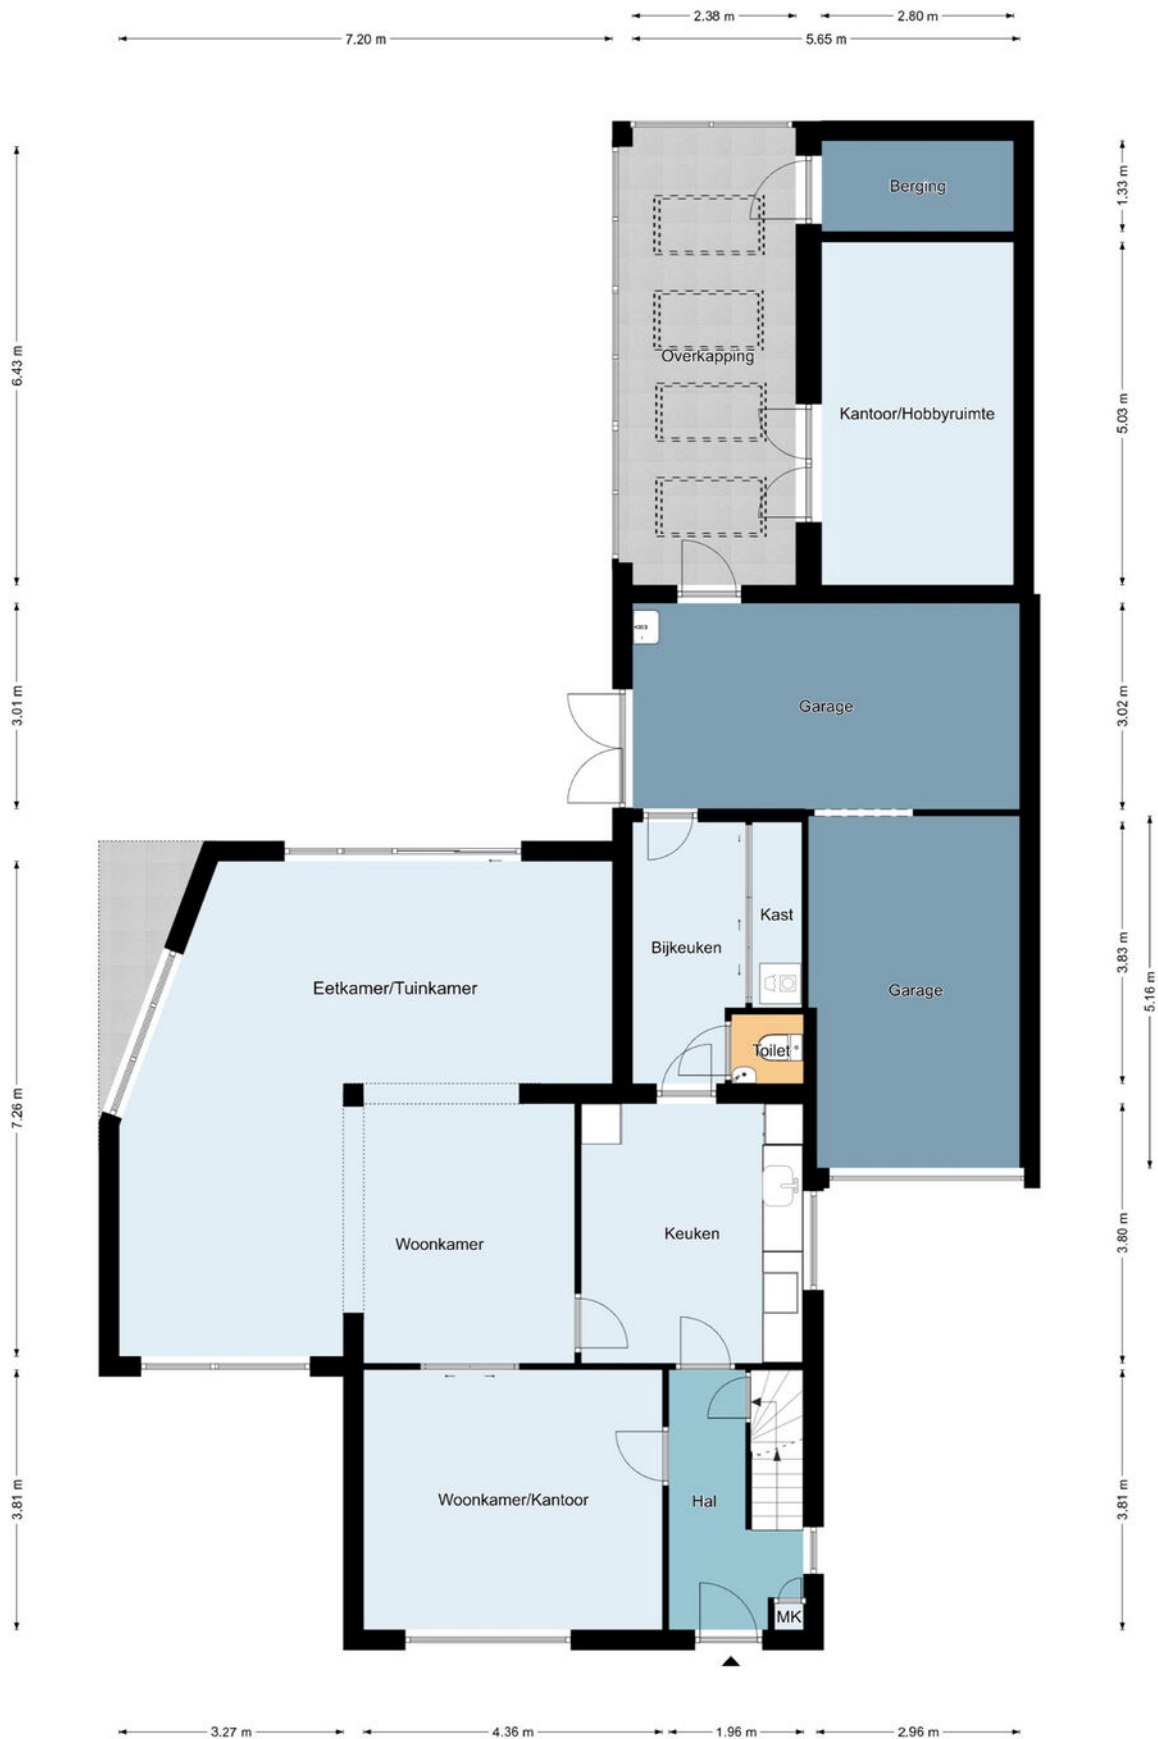 2.38 m
2.80 m
7.20 m
5.65 m
1.33 m
Berging
6.43 m
Overkapping
Kantoor/Hobbyruimte
5.03 m
3.01 m
Garage
3.02 m
Kast
Bijkeuken
3.83 m
Eetkamer/Tuinkamer
Garage
5.16 m
Toilet
7.26 m
Keuken
3.80 m
Woonkamer
3.81 m
Woonkamer/Kantoor
Hal
3.81 m
MK
3.27 m
4.36 m
1.96 m
2.96 m